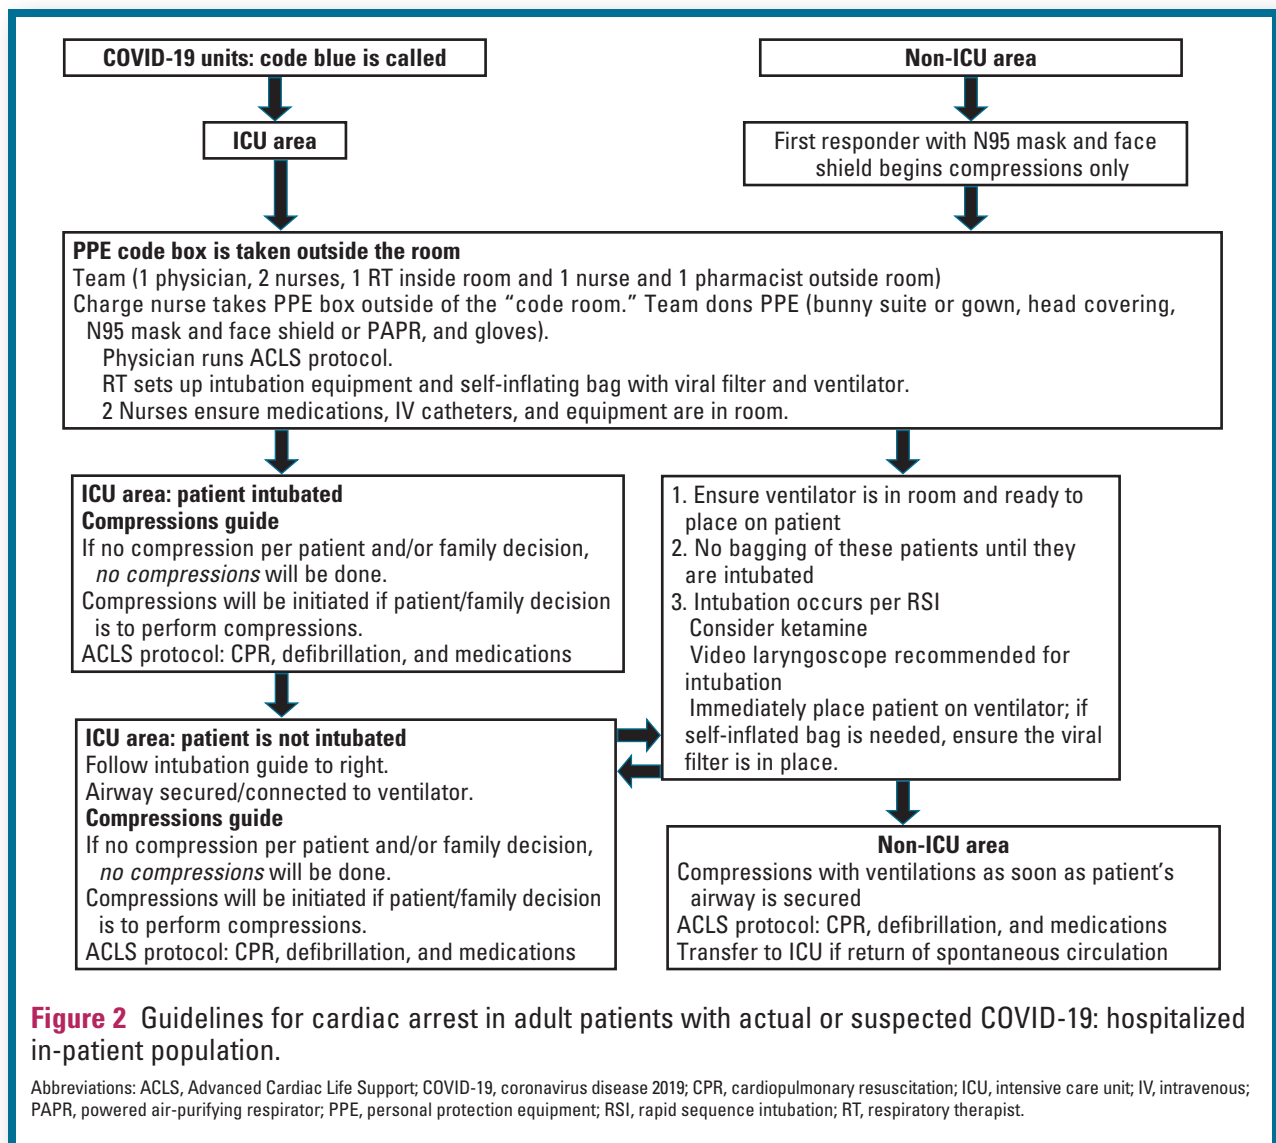 COVID-19 units: code blue is called
Non-ICU area
ICU area
First responder with N95 mask and face
shield begins compressions only
PPE code box is taken outside the room
Team (1 physician, 2 nurses, 1 RT inside room and 1 nurse and 1 pharmacist outside room)
Charge nurse takes PPE box outside of the “code room.” Team dons PPE (bunny suite or gown, head covering,
N95 mask and face shield or PAPR, and gloves).
Physician runs ACLS protocol.
RT sets up intubation equipment and self-inflating bag with viral filter and ventilator.
2 Nurses ensure medications, IV catheters, and equipment are in room.
ICU area: patient intubated
Compressions guide
If no compression per patient and/or family decision,
no compressions will be done.
Compressions will be initiated if patient/family decision
is to perform compressions.
ACLS protocol: CPR, defibrillation, and medications
1. Ensure ventilator is in room and ready to
place on patient
2. No bagging of these patients until they
are intubated
3. Intubation occurs per RSI
Consider ketamine
Video laryngoscope recommended for
intubation
Immediately place patient on ventilator; if
self-inflated bag is needed, ensure the viral
filter is in place.
ICU area: patient is not intubated
Follow intubation guide to right.
Airway secured/connected to ventilator.
Compressions guide
If no compression per patient and/or family decision,
no compressions will be done.
Compressions will be initiated if patient/family decision
is to perform compressions.
ACLS protocol: CPR, defibrillation, and medications
Non-ICU area
Compressions with ventilations as soon as patient’s
airway is secured
ACLS protocol: CPR, defibrillation, and medications
Transfer to ICU if return of spontaneous circulation
Figure 2 Guidelines for cardiac arrest in adult patients with actual or suspected COVID-19: hospitalized
in-patient population.
Abbreviations: ACLS, Advanced Cardiac Life Support; COVID-19, coronavirus disease 2019; CPR, cardiopulmonary resuscitation; ICU, intensive care unit; IV, intravenous;
PAPR, powered air-purifying respirator; PPE, personal protection equipment; RSI, rapid sequence intubation; RT, respiratory therapist.